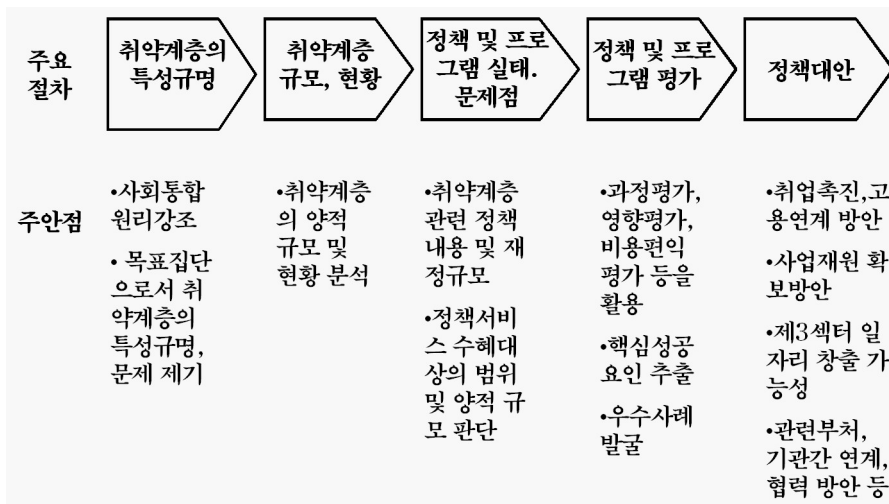 주요
절차
취약계층의
특성규명
취약계층
규모, 현황
정책 및 프로
그램 실태.
문제점
정책 및 프로
그램 평가
정책대안
주안점
•사회통합
원리강조
• 목표집단
으로서 취
약계층의
특성규명,
문제 제기
•취약계층
의 양적
규모 및
현황 분석
•취약계층
관련 정책
내용 및 재
정규모
•정책서비
스 수혜대
상의 범위
및 양적 규
모 판단
•과정평가,
영향평가,
비용편익
평가 등을
활용
•핵심성공
요인 추출
•우수사례
발굴
•취업촉진,고
용연계 방안
•사업재원 확
보방안
•제3섹터 일
자리 창출 가
능성
•관련부처,
기관간 연계,
협력 방안 등